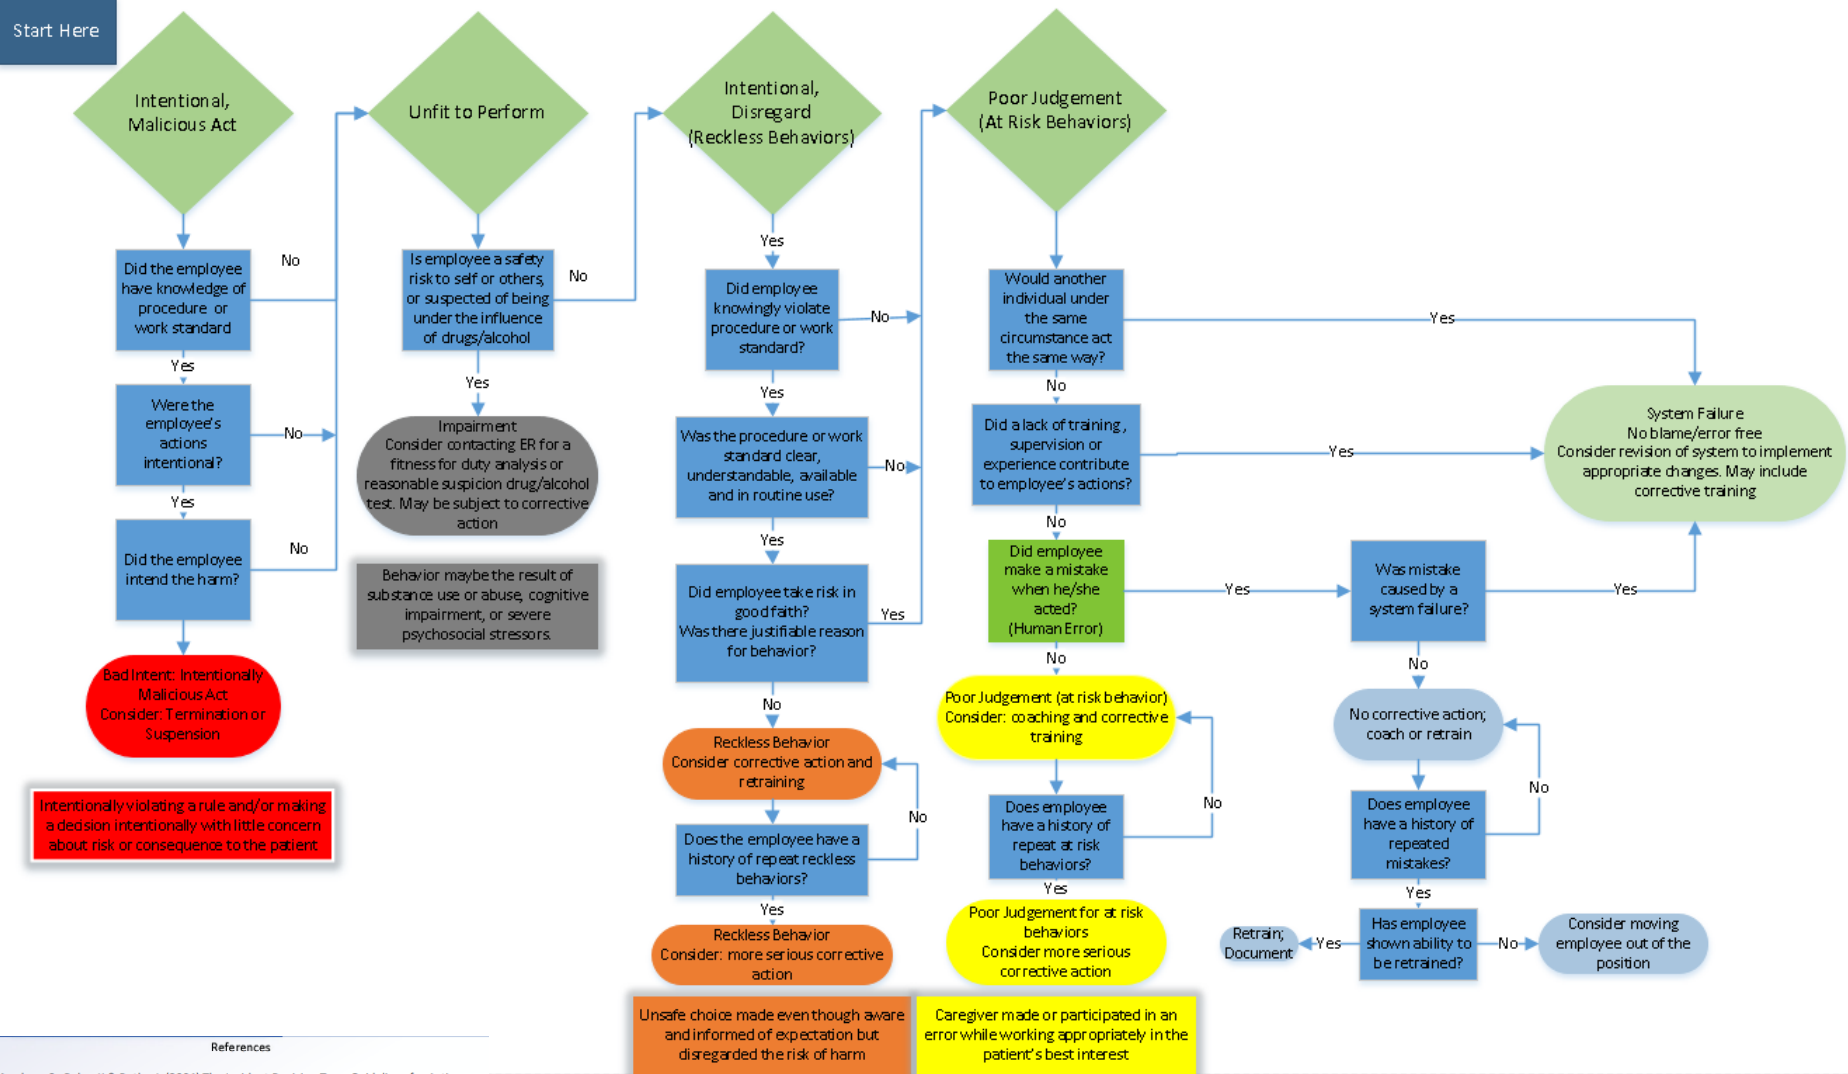 Start Here
Intentional,
Malicious Act
Did the employee
have knowledge of
procedure or
work standard
No
Yes
Were the
employee's
actions
intentional?
No
Yes
Did the employee
intend the harm?
No
Bad Intent: Intentionally
Malicious Act
Consider: Termination or
Suspension
Intentionally violating a rule and/or making
a decision intentionally with little concern
about risk or consequence to the patient
Unfit to Perform
Is employee a safety
risk to self or others,
or suspected of being
under the influence
of drugs/alcohol
No
Yes
Impairment
Consider contacting ER for a
fitness for duty analysis or
reasonable suspicion drug/alcohol
test. May be subject to corrective
action
Behavior maybe the result of
substance use or abuse, cognitive
impairment, or severe
psychosocial stressors.
Intentional,
Disregard
(Reckless Behaviors)
Yes
Did employee
knowingly violate
procedure or work
standard?
No
Yes
Was the procedure or work
standard clear,
understandable, available
and in routine use?
No
Yes
Did employee take risk in
good faith?
Was there justifiable reason
for behavior?
Yes
No
Reckless Behavior
Consider corrective action and
retraining
Does the employee have a
history of repeat reckless
behaviors?
No
Yes
Reckless Behavior
Consider: more serious corrective
action
Unsafe choice made even though aware
and informed of expectation but
disregarded the risk of harm
Poor Judgement
(At Risk Behaviors)
Would another
individual under
the same
circumstance act
the same way?
Yes
No
Did a lack of training,
supervision or
experience contribute
to employee's actions?
Yes
No
Did employee
make a mistake
when he/she
acted?
(Human Error)
Yes
No
Poor Judgement (at risk behavior)
Consider: coaching and corrective
training
Does employee
have a history of
repeat at risk
behaviors?
No
Yes
Poor Judgement for at risk
behaviors
Consider more serious
corrective action
Caregiver made or participated in an
error while working appropriately in the
patient's best interest
System Failure
No blame/error free
Consider revision of system to implement
appropriate changes. May include
corrective training
Was mistake
caused by a
system failure?
Yes
No
No corrective action;
coach or retrain
Does employee
have a history of
repeated
mistakes?
No
Yes
Has employee
shown ability to
be retrained?
Yes
Retrain;
Document
No
Consider moving
employee out of the
position
References